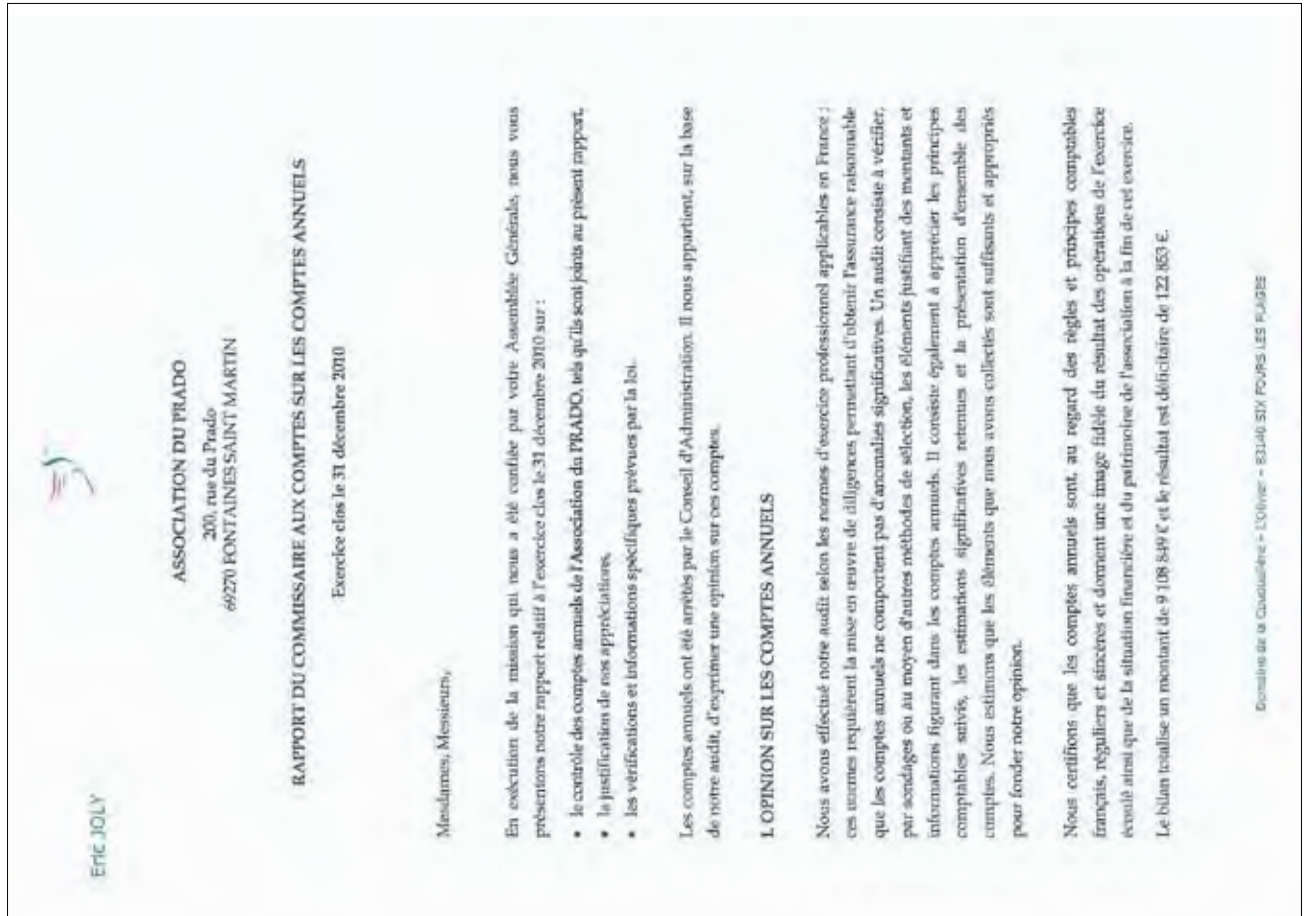 Eric JOLY
ASSOCIATION DU PRADO
200, rue du Prado
69270 FONTAINES SAINT MARTIN
RAPPORT DU COMMISSAIRE AUX COMPTES SUR LES COMPTES ANNUELS
Exercice clos le 31 décembre 2010
Mesdames, Messieurs,
En exécution de la mission qui nous a été confiée par votre Assemblée Générale, nous vous
présentons notre rapport relatif à l'exercice clos le 31 décembre 2010 sur :
• le contrôle des comptes annuels de l'Association du PRADO, tels qu'ils sont joints au présent rapport,
• la justification de nos appréciations,
• les vérifications et informations spécifiques prévues par la loi.
Les comptes annuels ont été arrêtés par le Conseil d'Administration. Il nous appartient, sur la base
de notre audit, d'exprimer une opinion sur ces comptes.
I. OPINION SUR LES COMPTES ANNUELS
Nous avons effectué notre audit selon les normes d'exercice professionnel applicables en France ;
ces normes requièrent la mise en œuvre de diligences permettant d'obtenir l'assurance raisonnable
que les comptes annuels ne comportent pas d'anomalies significatives. Un audit consiste à vérifier,
par sondages ou au moyen d'autres méthodes de sélection, les éléments justifiant des montants et
informations figurant dans les comptes annuels. Il consiste également à apprécier les principes
comptables suivis, les estimations significatives retenues et la présentation d'ensemble des
comptes. Nous estimons que les éléments que nous avons collectés sont suffisants et appropriés
pour fonder notre opinion.
Nous certifions que les comptes annuels sont, au regard des règles et principes comptables
français, réguliers et sincères et donnent une image fidèle du résultat des opérations de l'exercice
écoulé ainsi que de la situation financière et du patrimoine de l'association à la fin de cet exercice.
Le bilan totalise un montant de 9 108 849 € et le résultat est déficitaire de 122 853 €.
Domaine de la – L'Olivier – 83140 SIX FOURS LES PLAGES